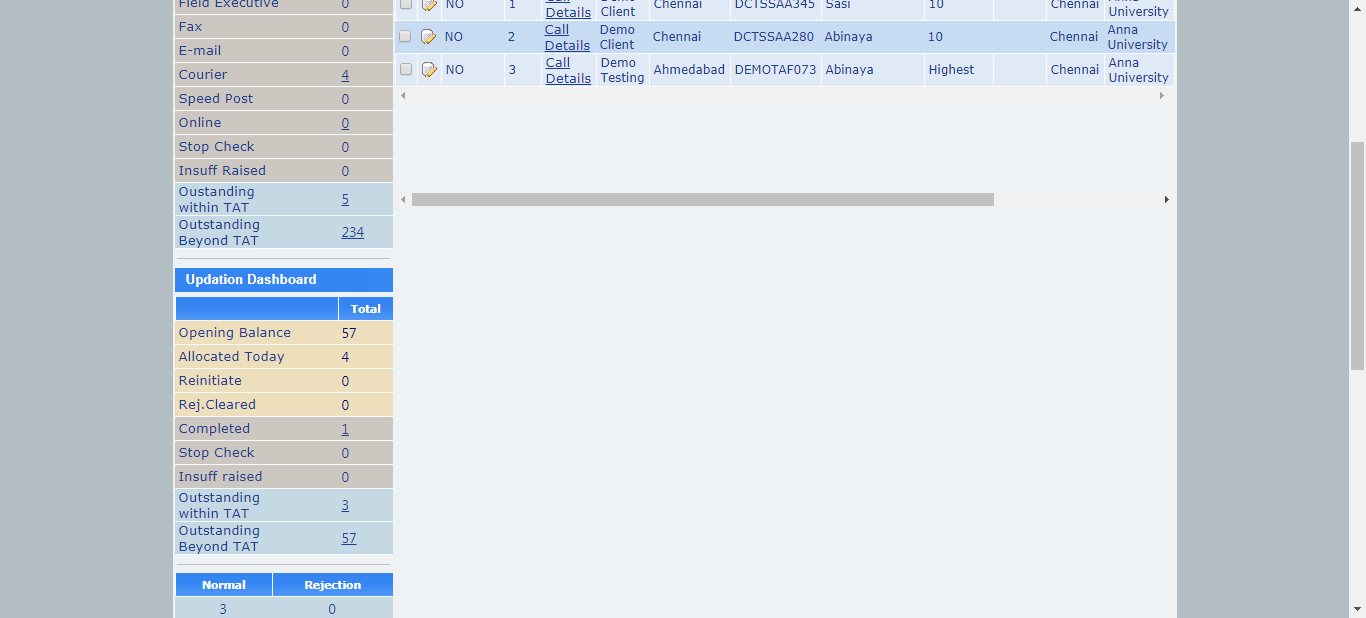 Field Executive 0
Fax 0
E-mail 0
Courier 4
Speed Post 0
Online 0
Stop Check 0
Insuff Raised 0
Oustanding
within TAT 5
Outstanding
Beyond TAT 234
Updation Dashboard
Total
Opening Balance 57
Allocated Today 4
Reinitiate 0
Rej.Cleared 0
Completed 1
Stop Check 0
Insuff raised 0
Outstanding
within TAT 3
Outstanding
Beyond TAT 57
Normal Rejection
3 0
NO 1 Call Details Demo Client Chennai DCTSSAA345 Sasi 10 Chennai Anna University
NO 2 Call Details Demo Client Chennai DCTSSAA280 Abinaya 10 Chennai Anna University
NO 3 Call Details Demo Testing Ahmedabad DEMOTAF073 Abinaya Highest Chennai Anna University